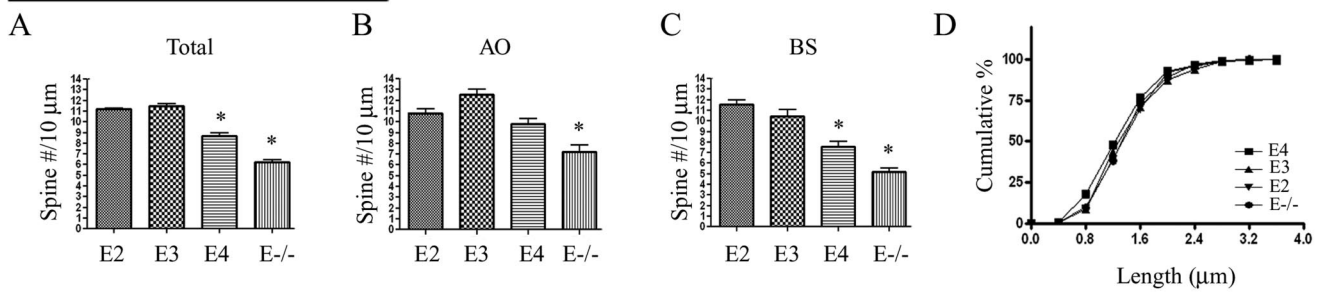 A
Total
Spine #/10 µm
14
13
12
11
10
9
8
7
6
5
4
3
2
1
0
*
*
E2 E3 E4 E-/-
B
AO
Spine #/10 µm
14
13
12
11
10
9
8
7
6
5
4
3
2
1
0
*
E2 E3 E4 E-/-
C
BS
Spine #/10 µm
14
13
12
11
10
9
8
7
6
5
4
3
2
1
0
*
*
E2 E3 E4 E-/-
D
Cumulative %
100
75
50
25
0
E4
E3
E2
E-/-
0.0 0.8 1.6 2.4 3.2 4.0
Length (µm)